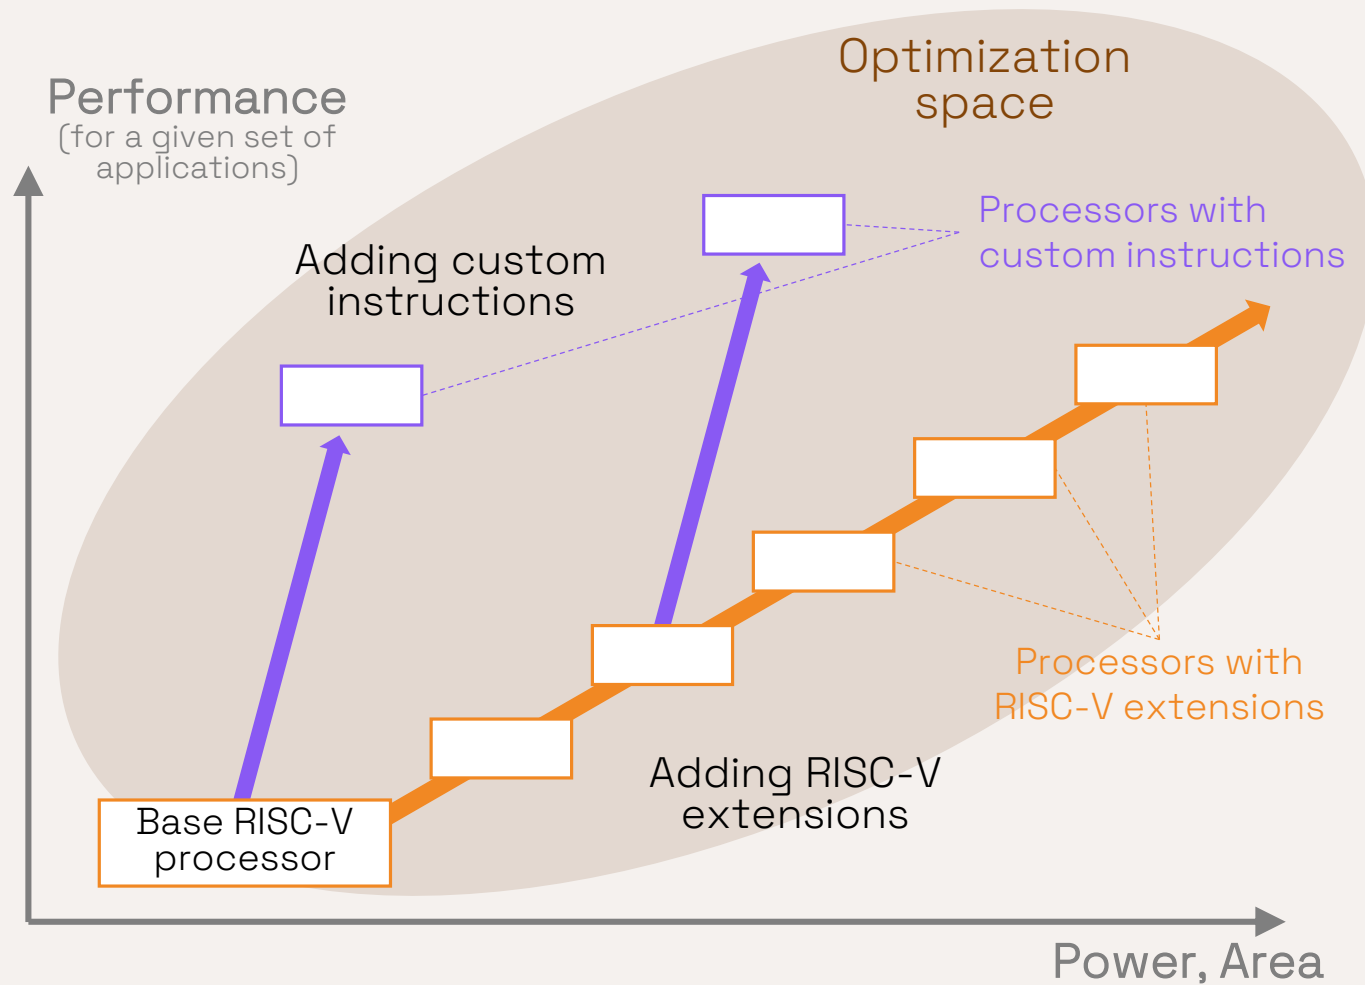 Optimization
space
Performance
(for a given set of
applications)
Processors with
custom instructions
Adding custom
instructions
Processors with
RISC-V extensions
Adding RISC-V
extensions
Base RISC-V
processor
Power, Area